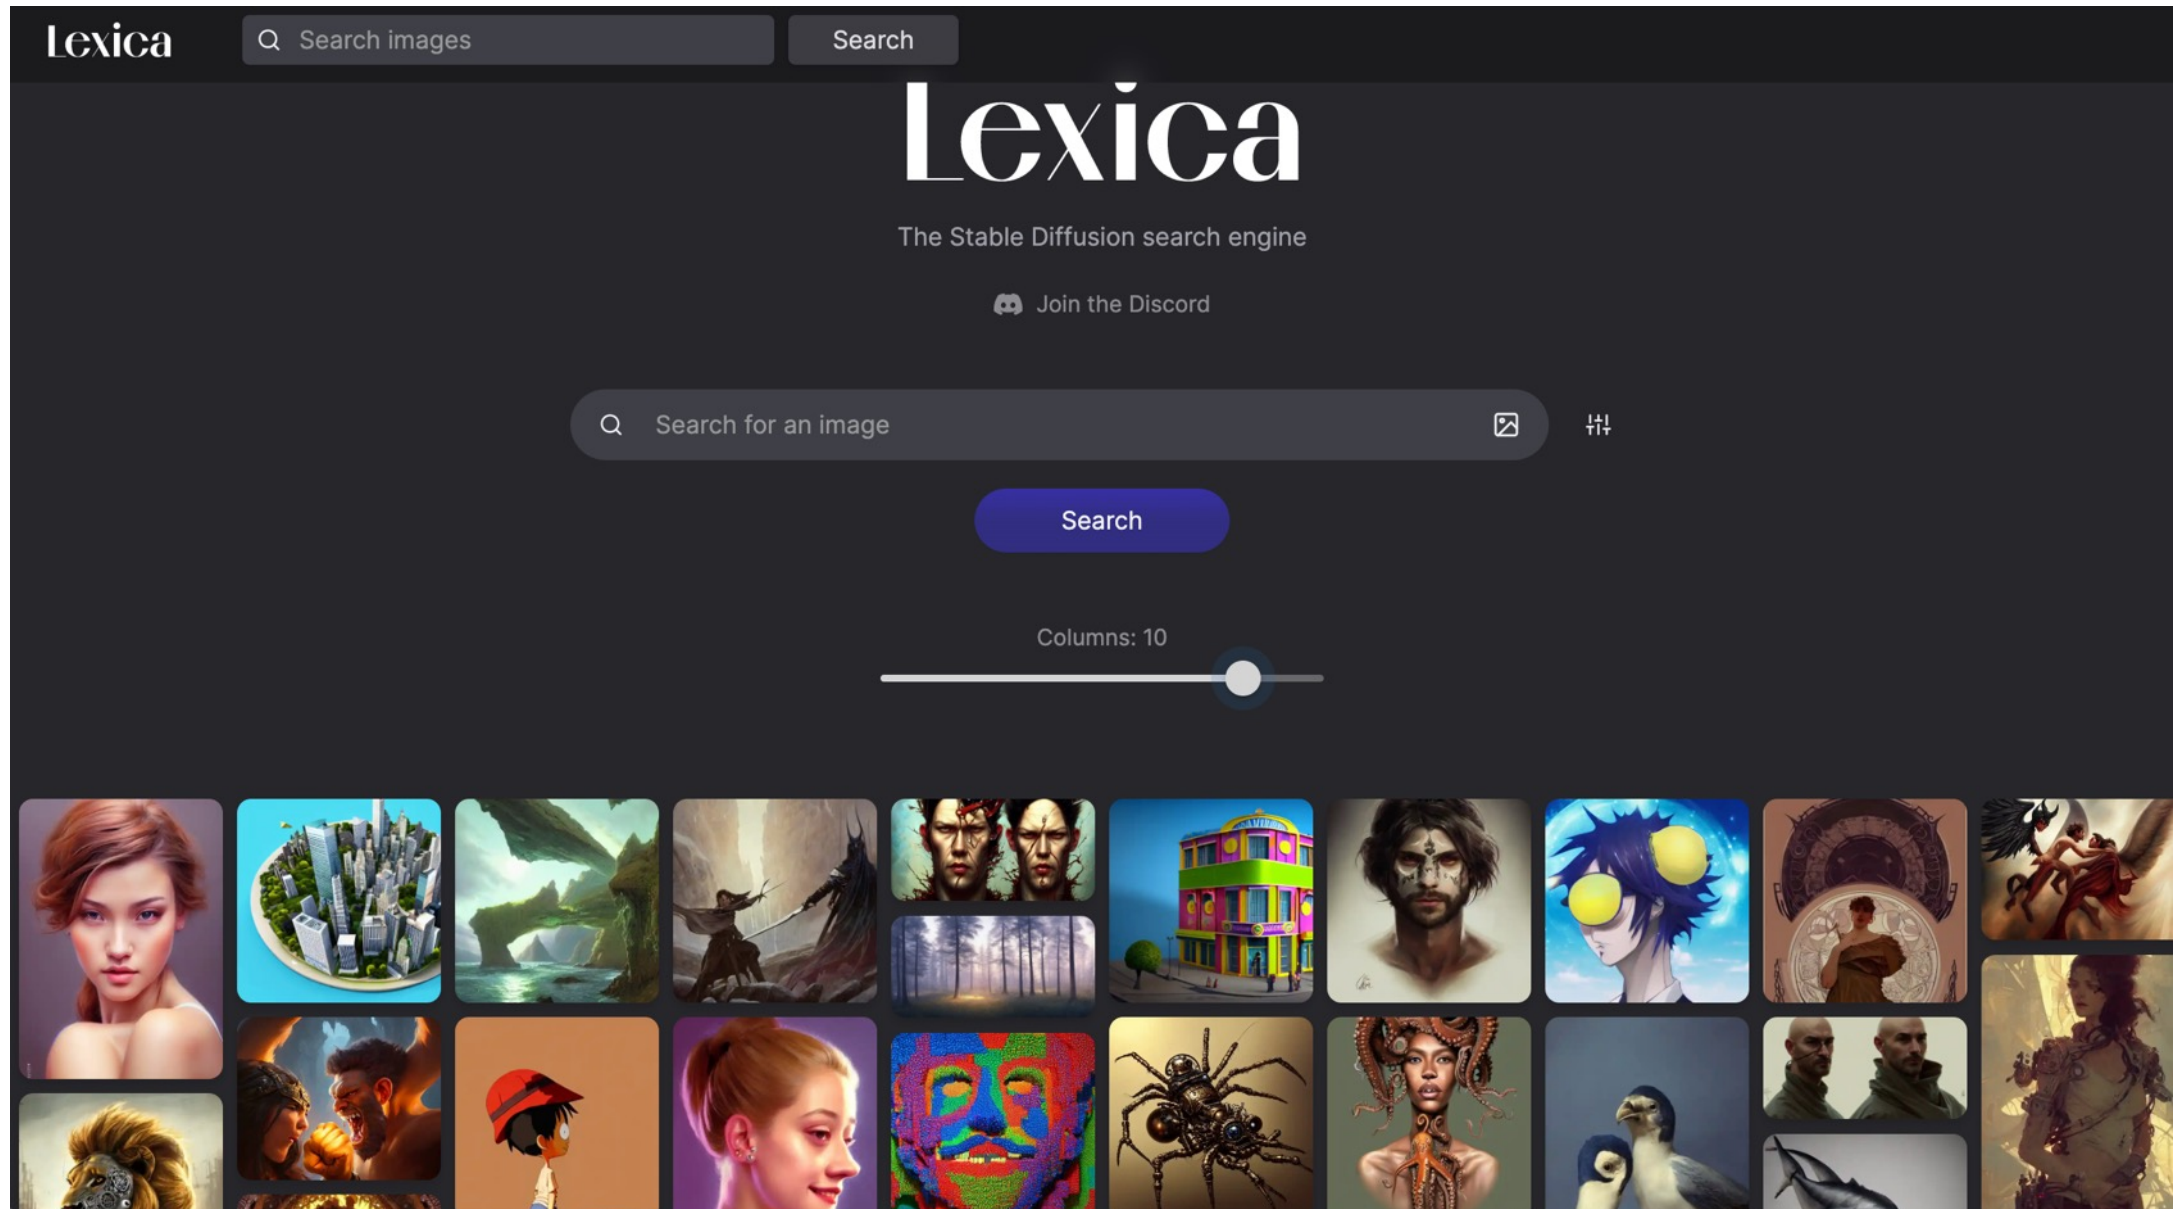 Lexica
Search images
Search
Lexica
The Stable Diffusion search engine
Join the Discord
Search for an image
Search
Columns: 10